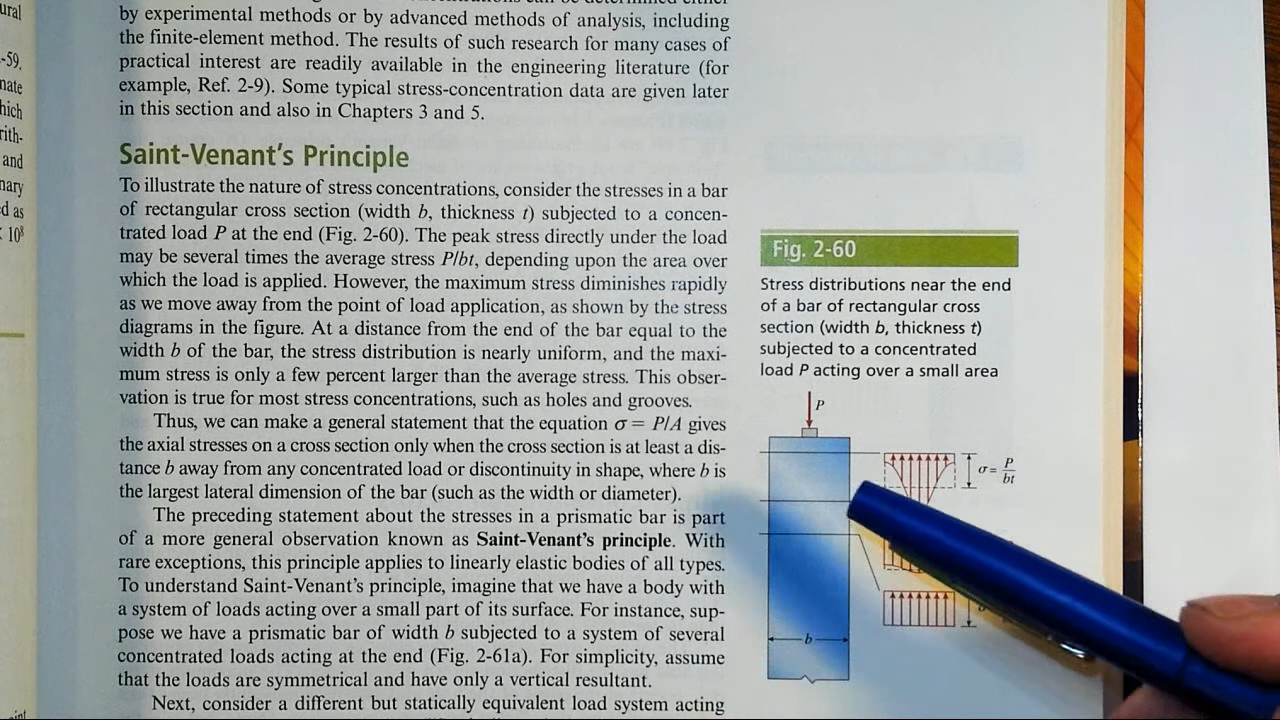 ural
-59.
nate
hich
rith-
and
nary
d as
10⁸
by experimental methods or by advanced methods of analysis, including
the finite-element method. The results of such research for many cases of
practical interest are readily available in the engineering literature (for
example, Ref. 2-9). Some typical stress-concentration data are given later
in this section and also in Chapters 3 and 5.
Saint-Venant's Principle
To illustrate the nature of stress concentrations, consider the stresses in a bar
of rectangular cross section (width b, thickness t) subjected to a concen-
trated load P at the end (Fig. 2-60). The peak stress directly under the load
may be several times the average stress P/bt, depending upon the area over
which the load is applied. However, the maximum stress diminishes rapidly
as we move away from the point of load application, as shown by the stress
diagrams in the figure. At a distance from the end of the bar equal to the
width b of the bar, the stress distribution is nearly uniform, and the maxi-
mum stress is only a few percent larger than the average stress. This obser-
vation is true for most stress concentrations, such as holes and grooves.
Thus, we can make a general statement that the equation σ = P/A gives
the axial stresses on a cross section only when the cross section is at least a dis-
tance b away from any concentrated load or discontinuity in shape, where b is
the largest lateral dimension of the bar (such as the width or diameter).
The preceding statement about the stresses in a prismatic bar is part
of a more general observation known as Saint-Venant's principle. With
rare exceptions, this principle applies to linearly elastic bodies of all types.
To understand Saint-Venant's principle, imagine that we have a body with
a system of loads acting over a small part of its surface. For instance, sup-
pose we have a prismatic bar of width b subjected to a system of several
concentrated loads acting at the end (Fig. 2-61a). For simplicity, assume
that the loads are symmetrical and have only a vertical resultant.
Next, consider a different but statically equivalent load system acting
Fig. 2-60
Stress distributions near the end
of a bar of rectangular cross
section (width b, thickness t)
subjected to a concentrated
load P acting over a small area
P
σ = P/bt
b